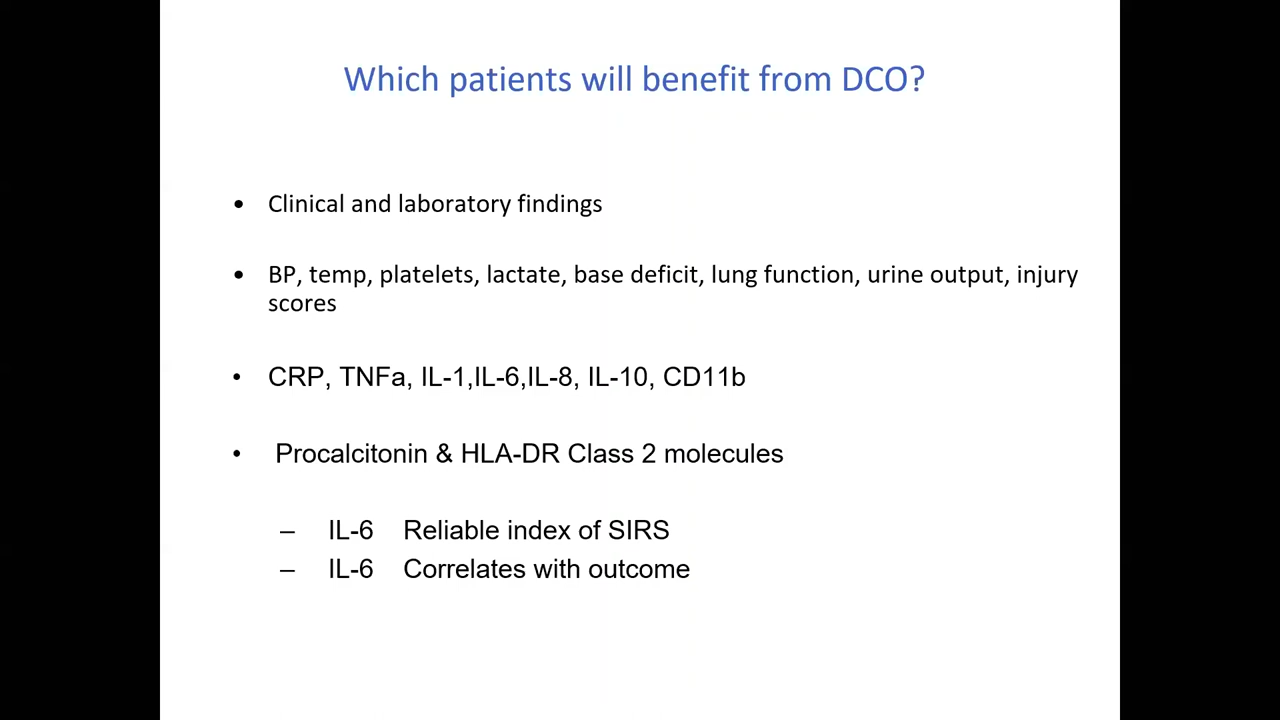 Which patients will benefit from DCO?
• Clinical and laboratory findings
• BP, temp, platelets, lactate, base deficit, lung function, urine output, injury
scores
• CRP, TNFa, IL-1,IL-6,IL-8, IL-10, CD11b
• Procalcitonin & HLA-DR Class 2 molecules
– IL-6 Reliable index of SIRS
– IL-6 Correlates with outcome